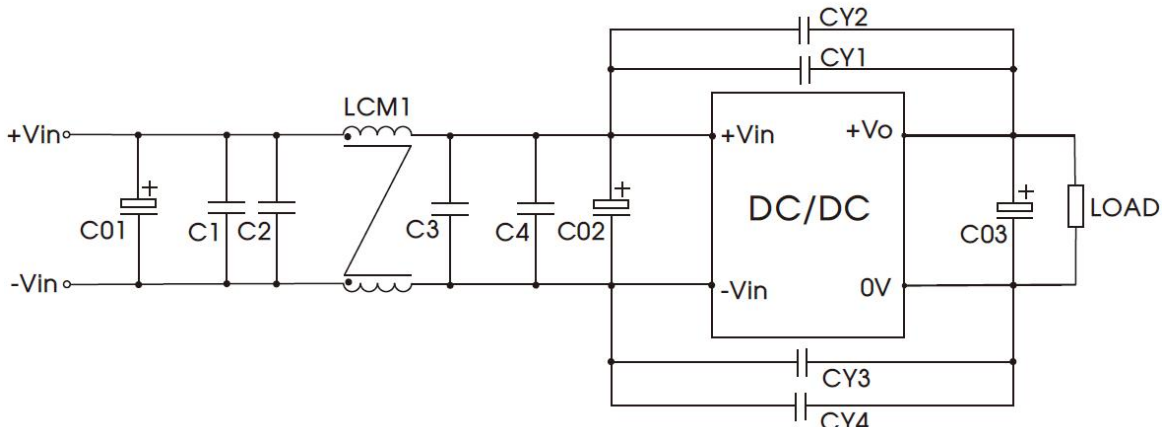 CY2
CY1
LCM1
+Vin
+Vin
+Vo
+
+
+
DC/DC
LOAD
C01
C1
C2
C3
C4
C02
C03
-Vin
-Vin
0V
CY3
CY4